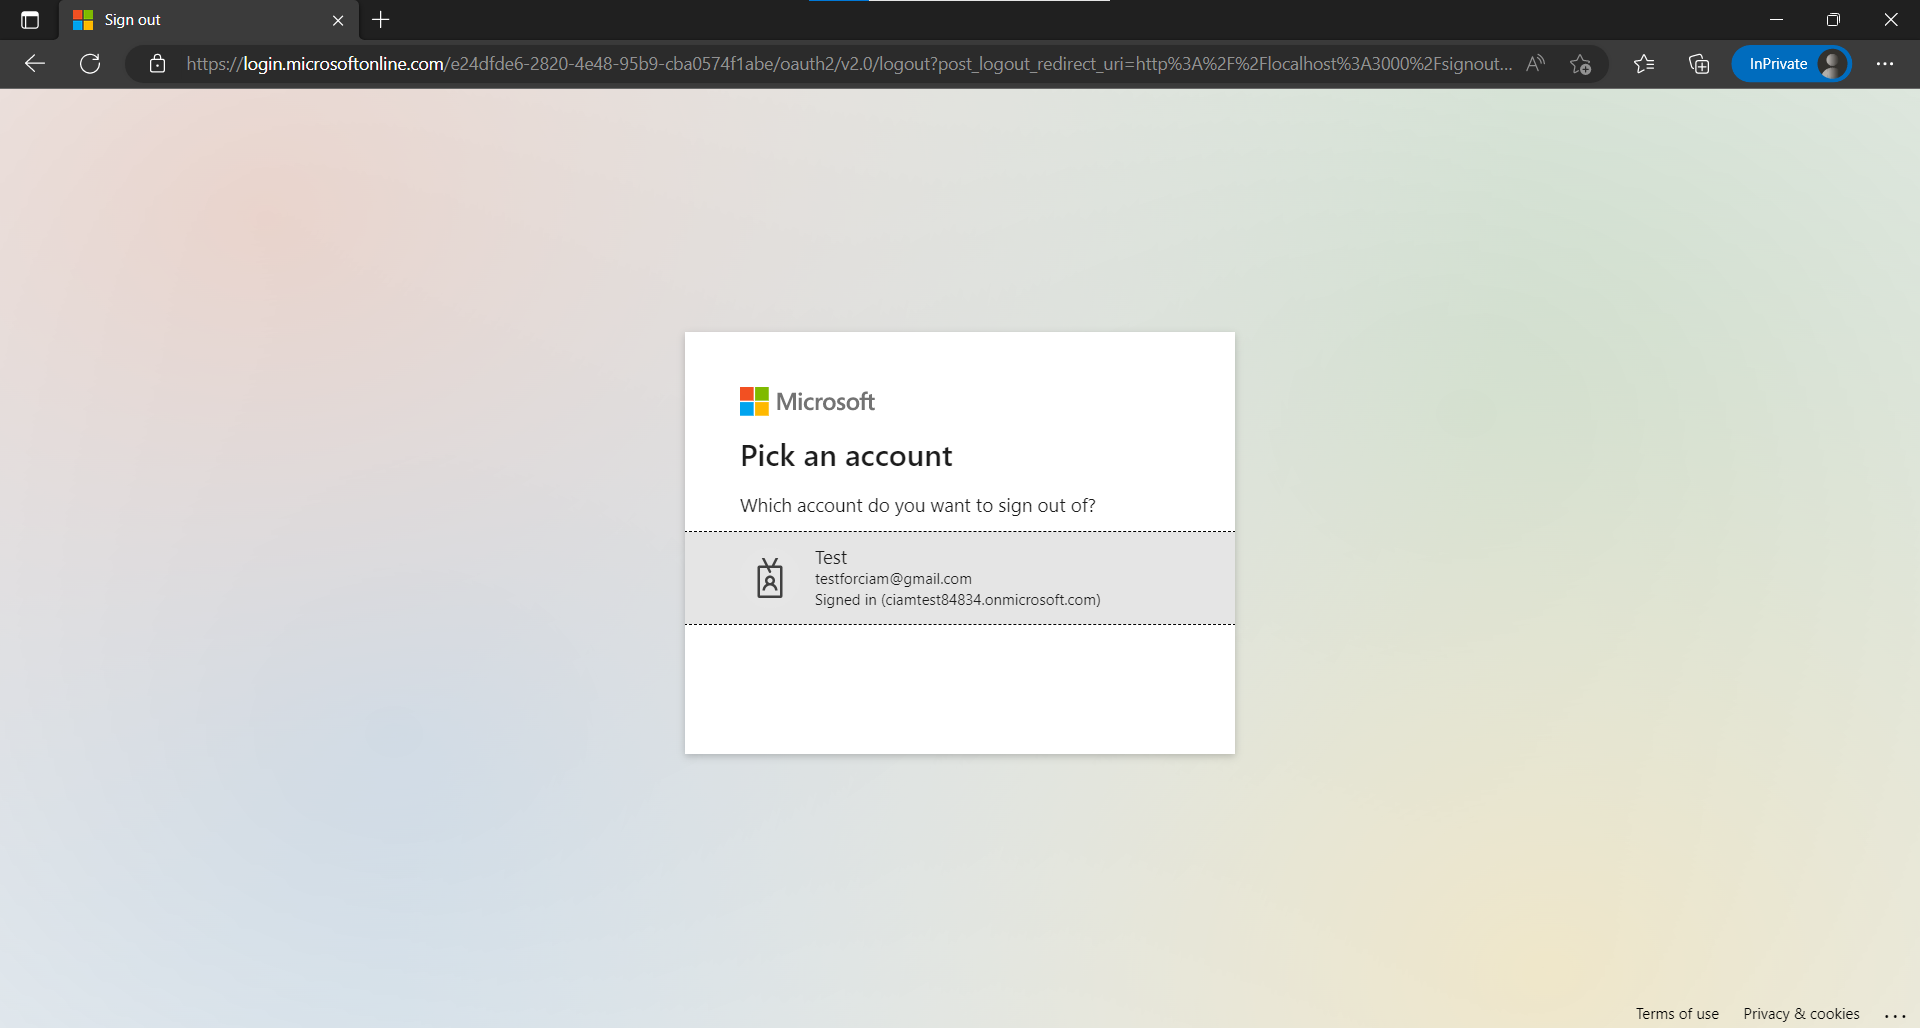 Sign out
https://login.microsoftonline.com/e24dfde6-2820-4e48-95b9-cba0574f1abe/oauth2/v2.0/logout?post_logout_redirect_uri=http%3A%2F%2Flocalhost%3A3000%2Fsignout...
InPrivate
Microsoft
Pick an account
Which account do you want to sign out of?
Test
testforciam@gmail.com
Signed in (ciamtest84834.onmicrosoft.com)
Terms of use Privacy & cookies ...